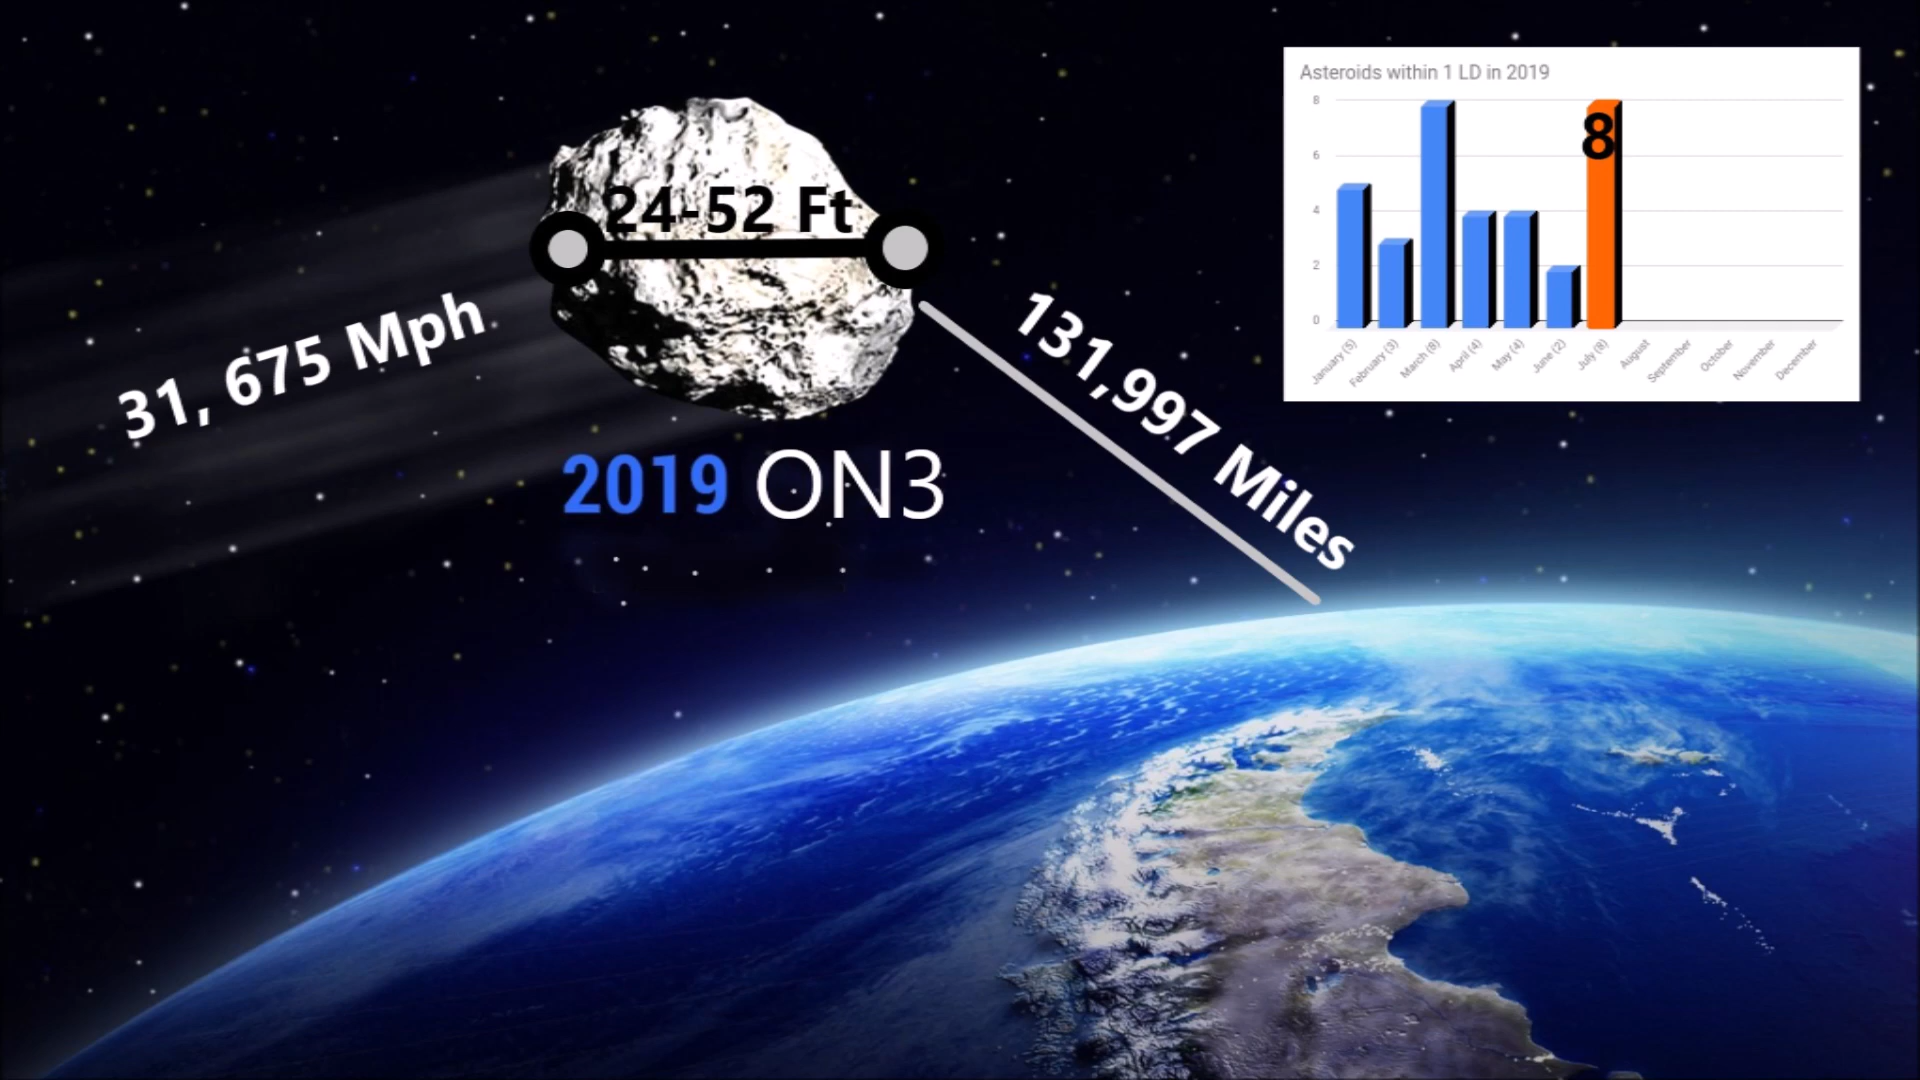 Asteroids within 1 LD in 2019
8
6
4
2
0
8
January (5)
February (3)
March (8)
April (4)
May (4)
June (2)
July (8)
August
September
October
November
December
24-52 Ft
31, 675 Mph
131,997 Miles
2019 ON3